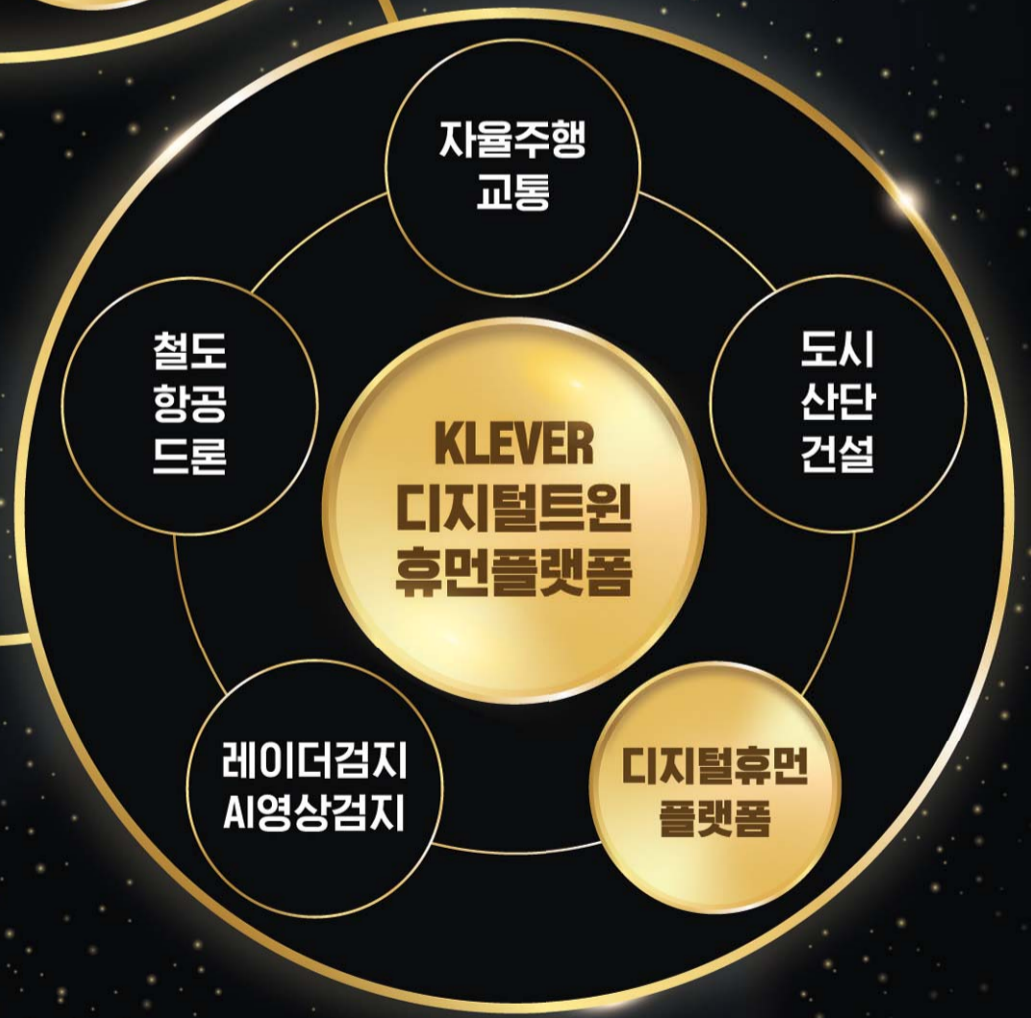 자율주행
교통
철도
항공
드론
도시
산단
건설
KLEVER
디지털트윈
휴먼플랫폼
레이더검지
AI영상검지
디지털휴먼
플랫폼